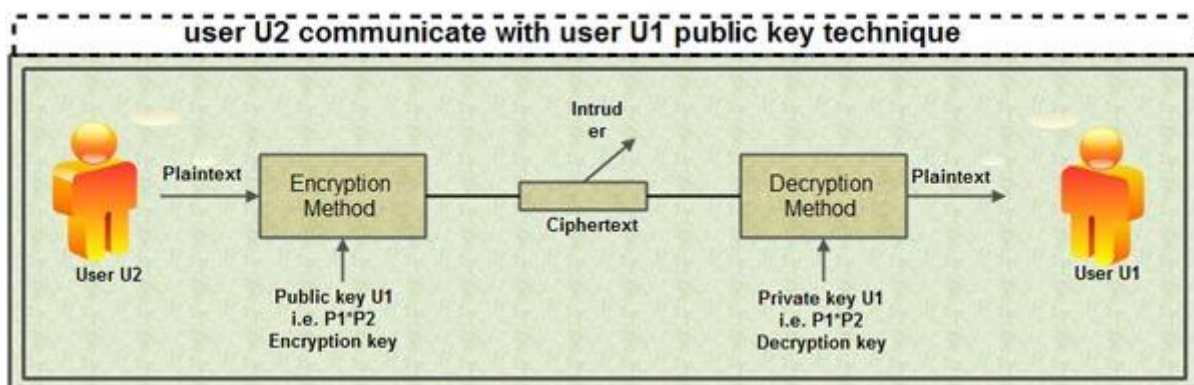 user U2 communicate with user U1 public key technique
Intrud
er
Plaintext
Encryption
Method
Decryption
Method
Plaintext
Ciphertext
User U2
User U1
Public key U1
i.e. P1*P2
Encryption key
Private key U1
i.e. P1*P2
Decryption key